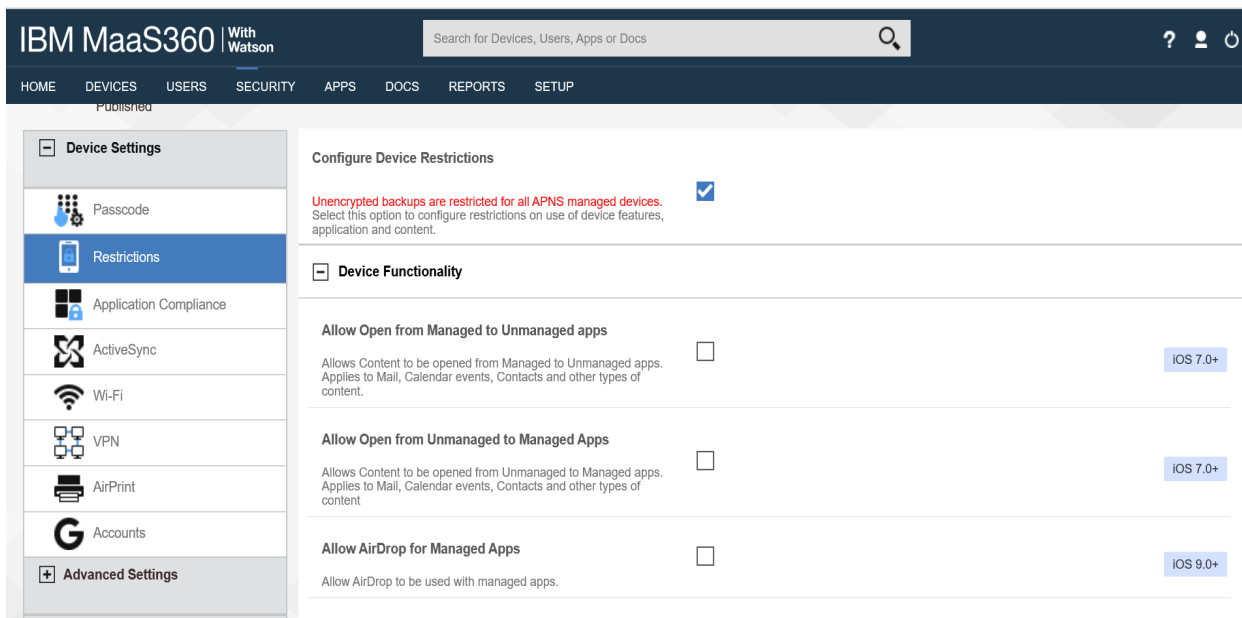 IBM MaaS360 With Watson
Search for Devices, Users, Apps or Docs
?
HOME DEVICES USERS SECURITY APPS DOCS REPORTS SETUP
Published
Device Settings
Passcode
Restrictions
Application Compliance
ActiveSync
Wi-Fi
VPN
AirPrint
Accounts
Advanced Settings
Configure Device Restrictions
Unencrypted backups are restricted for all APNS managed devices.
Select this option to configure restrictions on use of device features,
application and content.
Device Functionality
Allow Open from Managed to Unmanaged apps
Allows Content to be opened from Managed to Unmanaged apps.
Applies to Mail, Calendar events, Contacts and other types of
content.
iOS 7.0+
Allow Open from Unmanaged to Managed Apps
Allows Content to be opened from Unmanaged to Managed apps.
Applies to Mail, Calendar events, Contacts and other types of
content
iOS 7.0+
Allow AirDrop for Managed Apps
Allow AirDrop to be used with managed apps.
iOS 9.0+